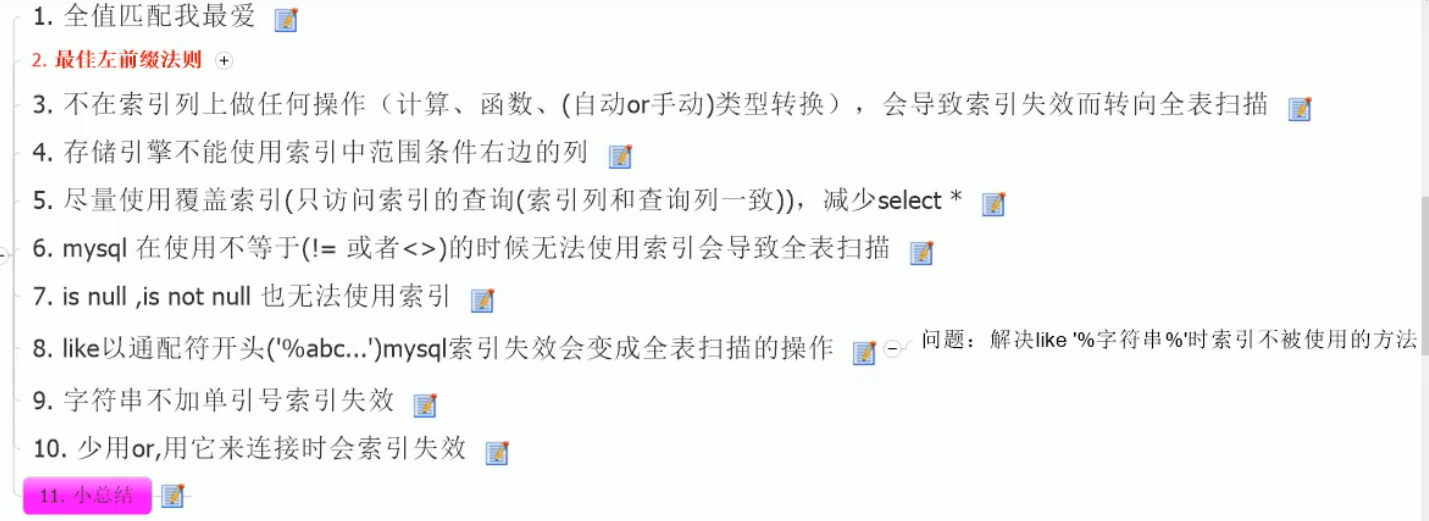 1. 全值匹配我最爱
2. 最佳左前缀法则
3. 不在索引列上做任何操作（计算、函数、(自动or手动)类型转换），会导致索引失效而转向全表扫描
4. 存储引擎不能使用索引中范围条件右边的列
5. 尽量使用覆盖索引(只访问索引的查询(索引列和查询列一致))，减少select *
6. mysql 在使用不等于(!= 或者<>)的时候无法使用索引会导致全表扫描
7. is null ,is not null 也无法使用索引
8. like以通配符开头('%abc...')mysql索引失效会变成全表扫描的操作
问题：解决like '%字符串%'时索引不被使用的方法
9. 字符串不加单引号索引失效
10. 少用or,用它来连接时会索引失效
11. 小总结